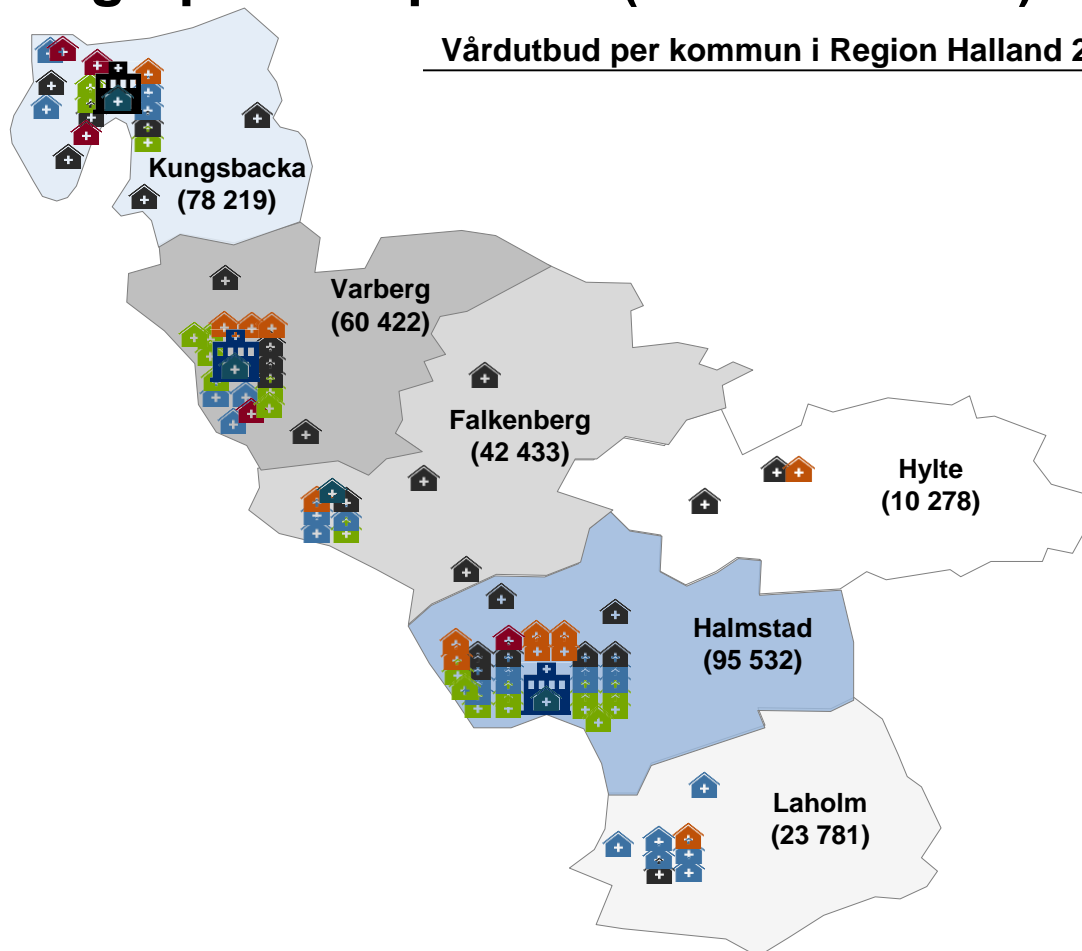 Vårdutbud per kommun i Region Halland 2
Kungsbacka
(78 219)
Varberg
(60 422)
Falkenberg
(42 433)
Hylte
(10 278)
Halmstad
(95 532)
Laholm
(23 781)